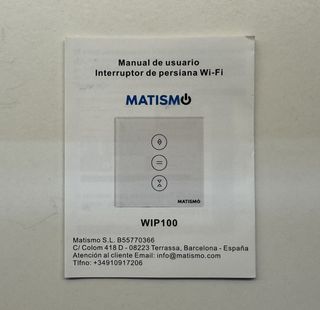 Manual de usuario
Interruptor de persiana Wi-Fi
MATISMO
MATISMO
WIP100
Matismo S.L. B55770366
C/ Colom 418 D - 08223 Terrassa, Barcelona - España
Atención al cliente Email: info@matismo.com
Tlfno: +34910917206